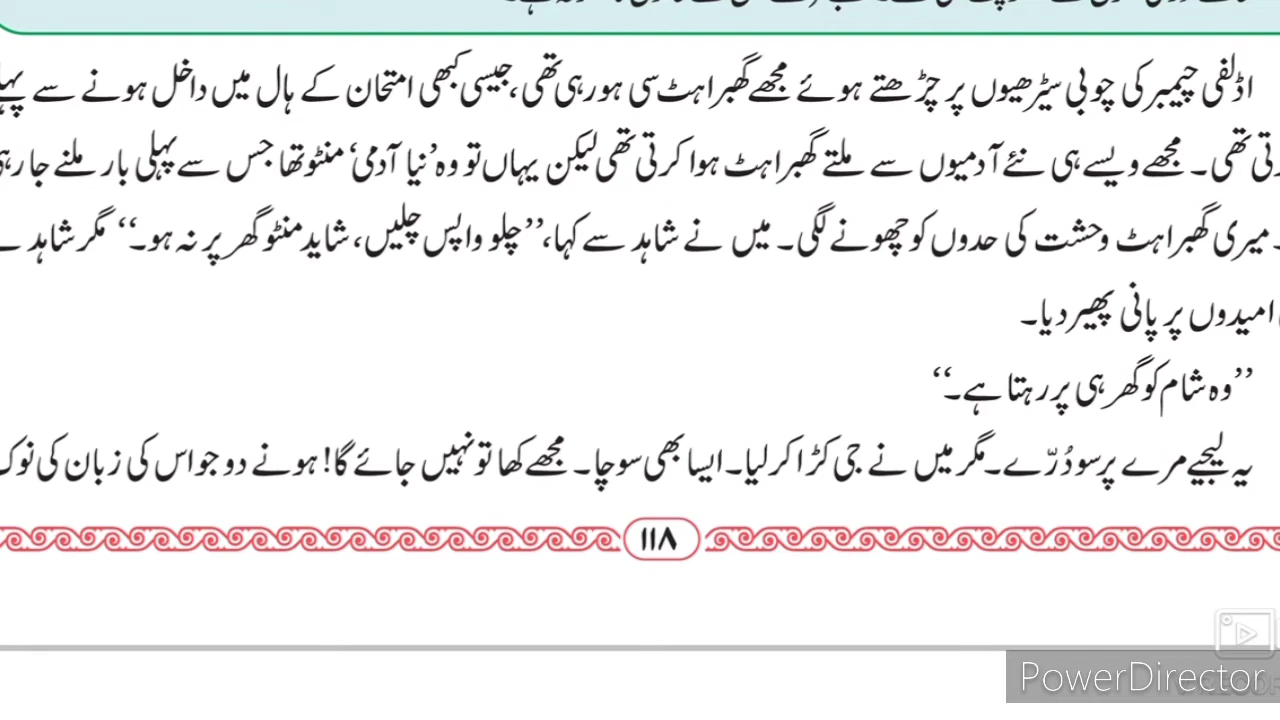 اڈلفی چیمبر کی چوبی سیڑھیوں پر چڑھتے ہوئے مجھے گھبراہٹ سی ہو رہی تھی، جیسی کبھی امتحان کے ہال میں داخل ہونے سے
تھی۔ مجھے ویسے ہی نئے آدمیوں سے ملتے گھبراہٹ ہوا کرتی تھی لیکن یہاں تو وہ ’نیا آدمی‘ منٹو تھا جس سے پہلی بار ملنے جا
میری گھبراہٹ وحشت کی حدوں کو چھونے لگی۔ میں نے شاہد سے کہا، ’’چلو واپس چلیں، شاید منٹو گھر پر نہ ہو۔‘‘ مگر شاہد
امیدوں پر پانی پھیر دیا۔
’’وہ شام کو گھر ہی پر رہتا ہے۔‘‘
یہ لیجیے مرے پر سو دُرّے۔ مگر میں نے جی کڑا کر لیا۔ ایسا بھی سوچا۔ مجھے کھا تو نہیں جائے گا! ہونے دو جو اس کی زبان کی نوک
۱۱۸
PowerDirector